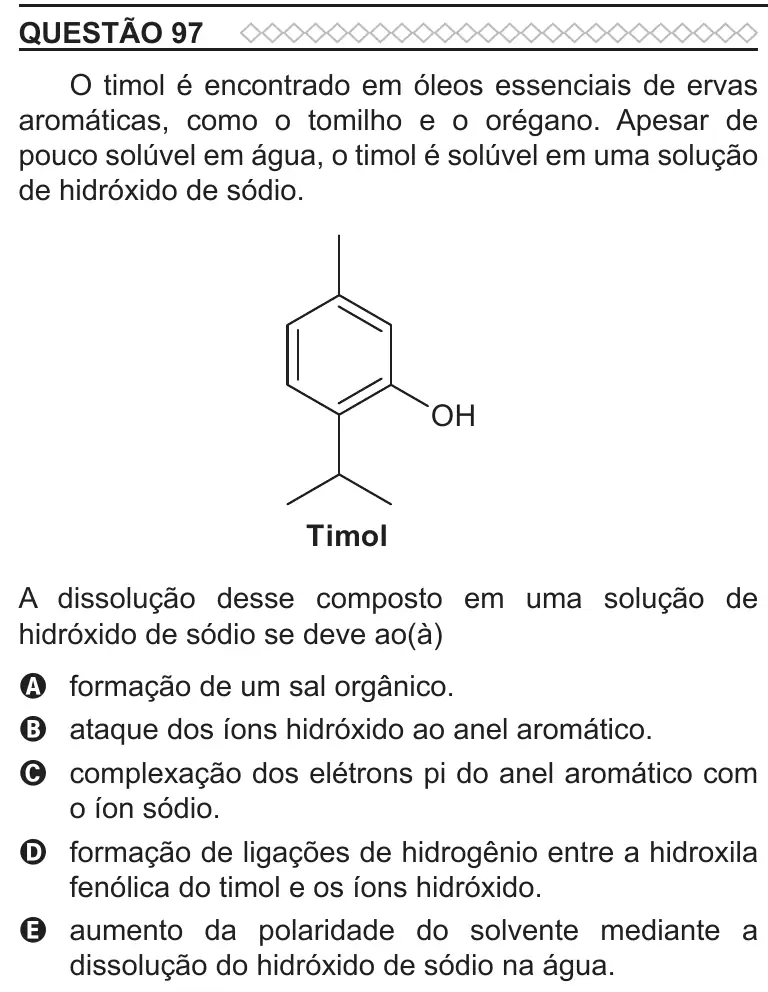 QUESTÃO 97
O timol é encontrado em óleos essenciais de ervas
aromáticas, como o tomilho e o orégano. Apesar de
pouco solúvel em água, o timol é solúvel em uma solução
de hidróxido de sódio.
OH
Timol
A dissolução desse composto em uma solução de
hidróxido de sódio se deve ao(à)
A formação de um sal orgânico.
B ataque dos íons hidróxido ao anel aromático.
C complexação dos elétrons pi do anel aromático com
o íon sódio.
D formação de ligações de hidrogênio entre a hidroxila
fenólica do timol e os íons hidróxido.
E aumento da polaridade do solvente mediante a
dissolução do hidróxido de sódio na água.